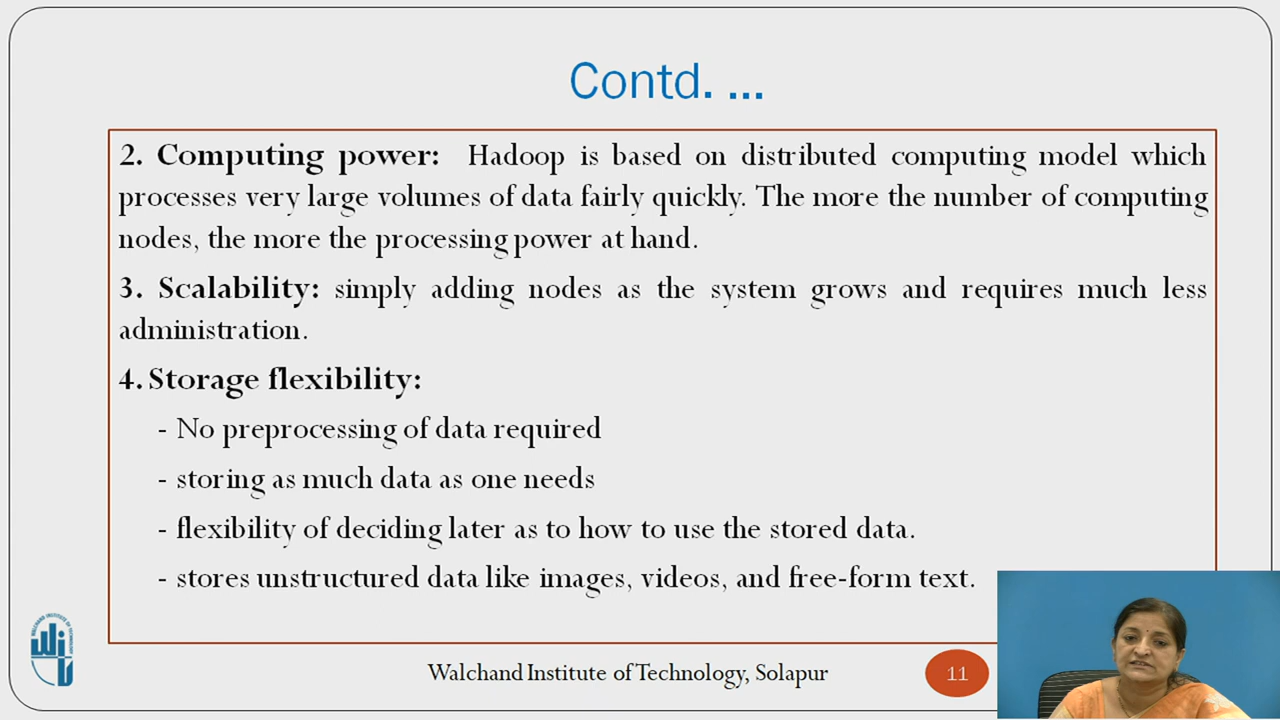 Contd. ...
2. Computing power: Hadoop is based on distributed computing model which
processes very large volumes of data fairly quickly. The more the number of computing
nodes, the more the processing power at hand.
3. Scalability: simply adding nodes as the system grows and requires much less
administration.
4. Storage flexibility:
- No preprocessing of data required
- storing as much data as one needs
- flexibility of deciding later as to how to use the stored data.
- stores unstructured data like images, videos, and free-form text.
Walchand Institute of Technology, Solapur
11